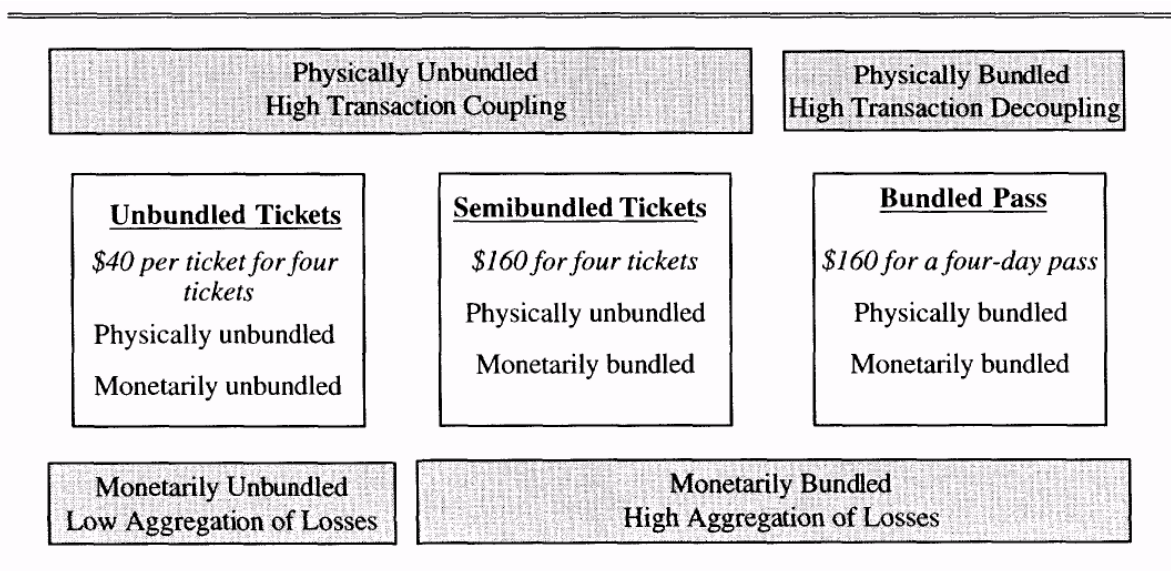 Physically Unbundled
High Transaction Coupling
Physically Bundled
High Transaction Decoupling
Unbundled Tickets
$40 per ticket for four
tickets
Physically unbundled
Monetarily unbundled
Semibundled Tickets
$160 for four tickets
Physically unbundled
Monetarily bundled
Bundled Pass
$160 for a four-day pass
Physically bundled
Monetarily bundled
Monetarily Unbundled
Low Aggregation of Losses
Monetarily Bundled
High Aggregation of Losses